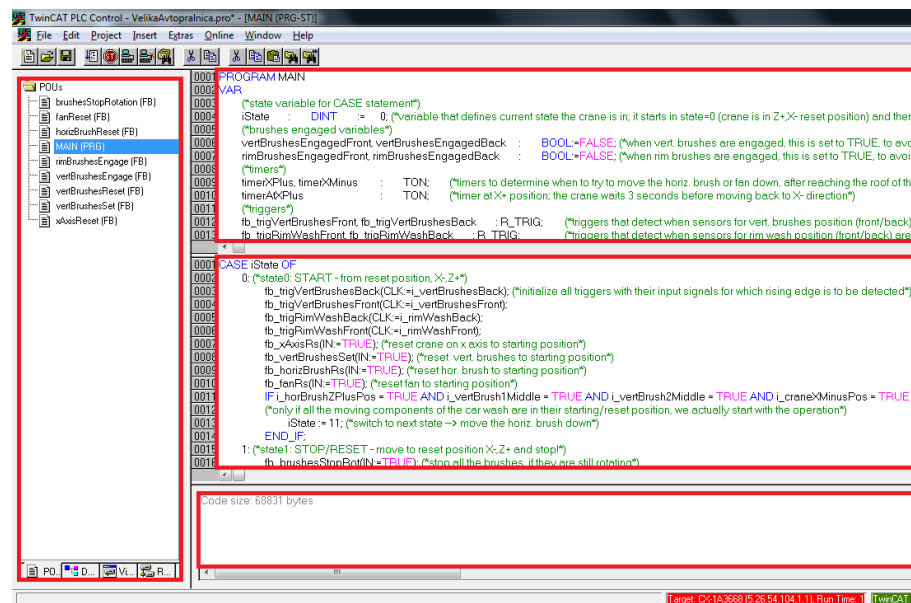 TwinCAT PLC Control - VelikaAvtopralnica.pro* - [MAIN (PRG-ST)]
File Edit Project Insert Extras Online Window Help
POUs
brushesStopRotation (FB)
fanReset (FB)
horizBrushReset (FB)
MAIN (PRG)
rimBrushesEngage (FB)
vertBrushesEngage (FB)
vertBrushesReset (FB)
vertBrushesSet (FB)
xAxisReset (FB)
PO... D... Vi... R...
0001 PROGRAM MAIN
0002 VAR
0003 (*state variable for CASE statement*)
0004 iState : DINT := 0; (*variable that defines current state the crane is in; it starts in state=0 (crane is in Z+,X- reset position) and then
0005 (*brushes engaged variables*)
0006 vertBrushesEngagedFront, vertBrushesEngagedBack : BOOL:=FALSE; (*when vert. brushes are engaged, this is set to TRUE, to avo
0007 rimBrushesEngagedFront, rimBrushesEngagedBack : BOOL:=FALSE; (*when rim brushes are engaged, this is set to TRUE, to avoi
0008 (*timers*)
0009 timerXPlus, timerXMinus : TON; (*timers to determine when to try to move the horiz. brush or fan down, after reaching the roof of th
0010 timerAtXPlus : TON; (*timer at X+ position; the crane waits 3 seconds before moving back to X- direction*)
0011 (*triggers*)
0012 fb_trigVertBrushesFront, fb_trigVertBrushesBack : R_TRIG; (*triggers that detect when sensors for vert. brushes position (front/back)
0013 fb_trigRimWashFront, fb_trigRimWashBack : R_TRIG; (*triggers that detect when sensors for rim wash position (front/back) are
0001 CASE iState OF
0002 0: (*state0: START - from reset position, X-,Z+*)
0003 fb_trigVertBrushesBack(CLK:=i_vertBrushesBack); (*initialize all triggers with their input signals for which rising edge is to be detected*)
0004 fb_trigVertBrushesFront(CLK:=i_vertBrushesFront);
0005 fb_trigRimWashBack(CLK:=i_rimWashBack);
0006 fb_trigRimWashFront(CLK:=i_rimWashFront);
0007 fb_xAxisRs(IN:=TRUE); (*reset crane on x axis to starting position*)
0008 fb_vertBrushesSet(IN:=TRUE); (*reset vert. brushes to starting position*)
0009 fb_horizBrushRs(IN:=TRUE); (*reset hor. brush to starting position*)
0010 fb_fanRs(IN:=TRUE); (*reset fan to starting position*)
0011 IF i_horBrushZPlusPos = TRUE AND i_vertBrush1Middle = TRUE AND i_vertBrush2Middle = TRUE AND i_craneXMinusPos = TRUE
0012 (*only if all the moving components of the car wash are in their starting/reset position, we actually start with the operation*)
0013 iState := 11; (*switch to next state --> move the horiz. brush down*)
0014 END_IF;
0015 1: (*state1: STOP/RESET - move to reset position X-,Z+ and stop!*)
0016 fb_brushesStopRot(IN:=TRUE); (*stop all the brushes, if they are still rotating*)
Code size: 68831 bytes
Target: CX-1A3668 (5.26.54.104.1.1), Run Time: 1 TwinCAT